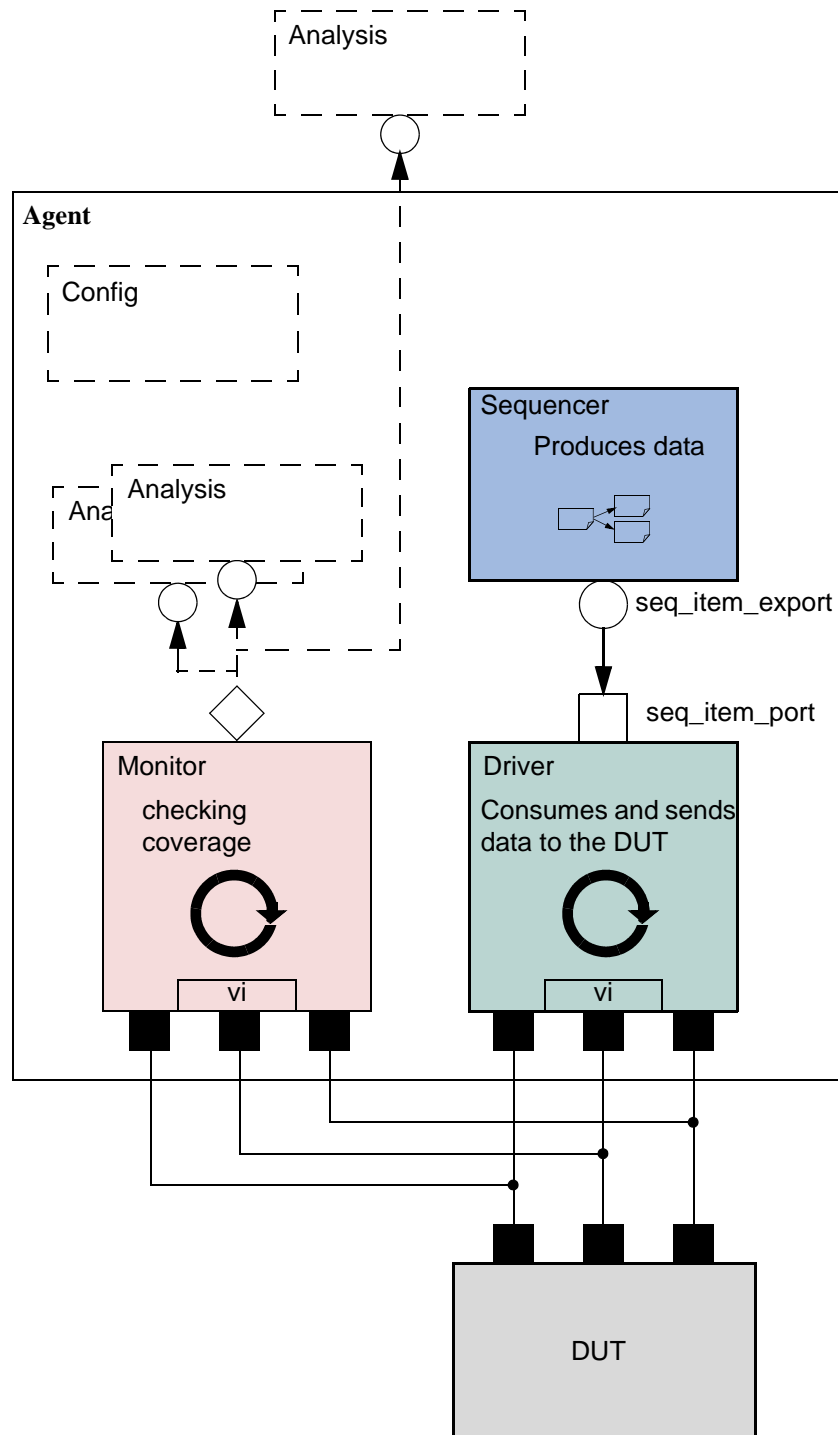 Analysis
Agent
Config
Sequencer
Produces data
Analysis
Ana
seq_item_export
seq_item_port
Monitor
checking
coverage
Driver
Consumes and sends
data to the DUT
vi
vi
DUT